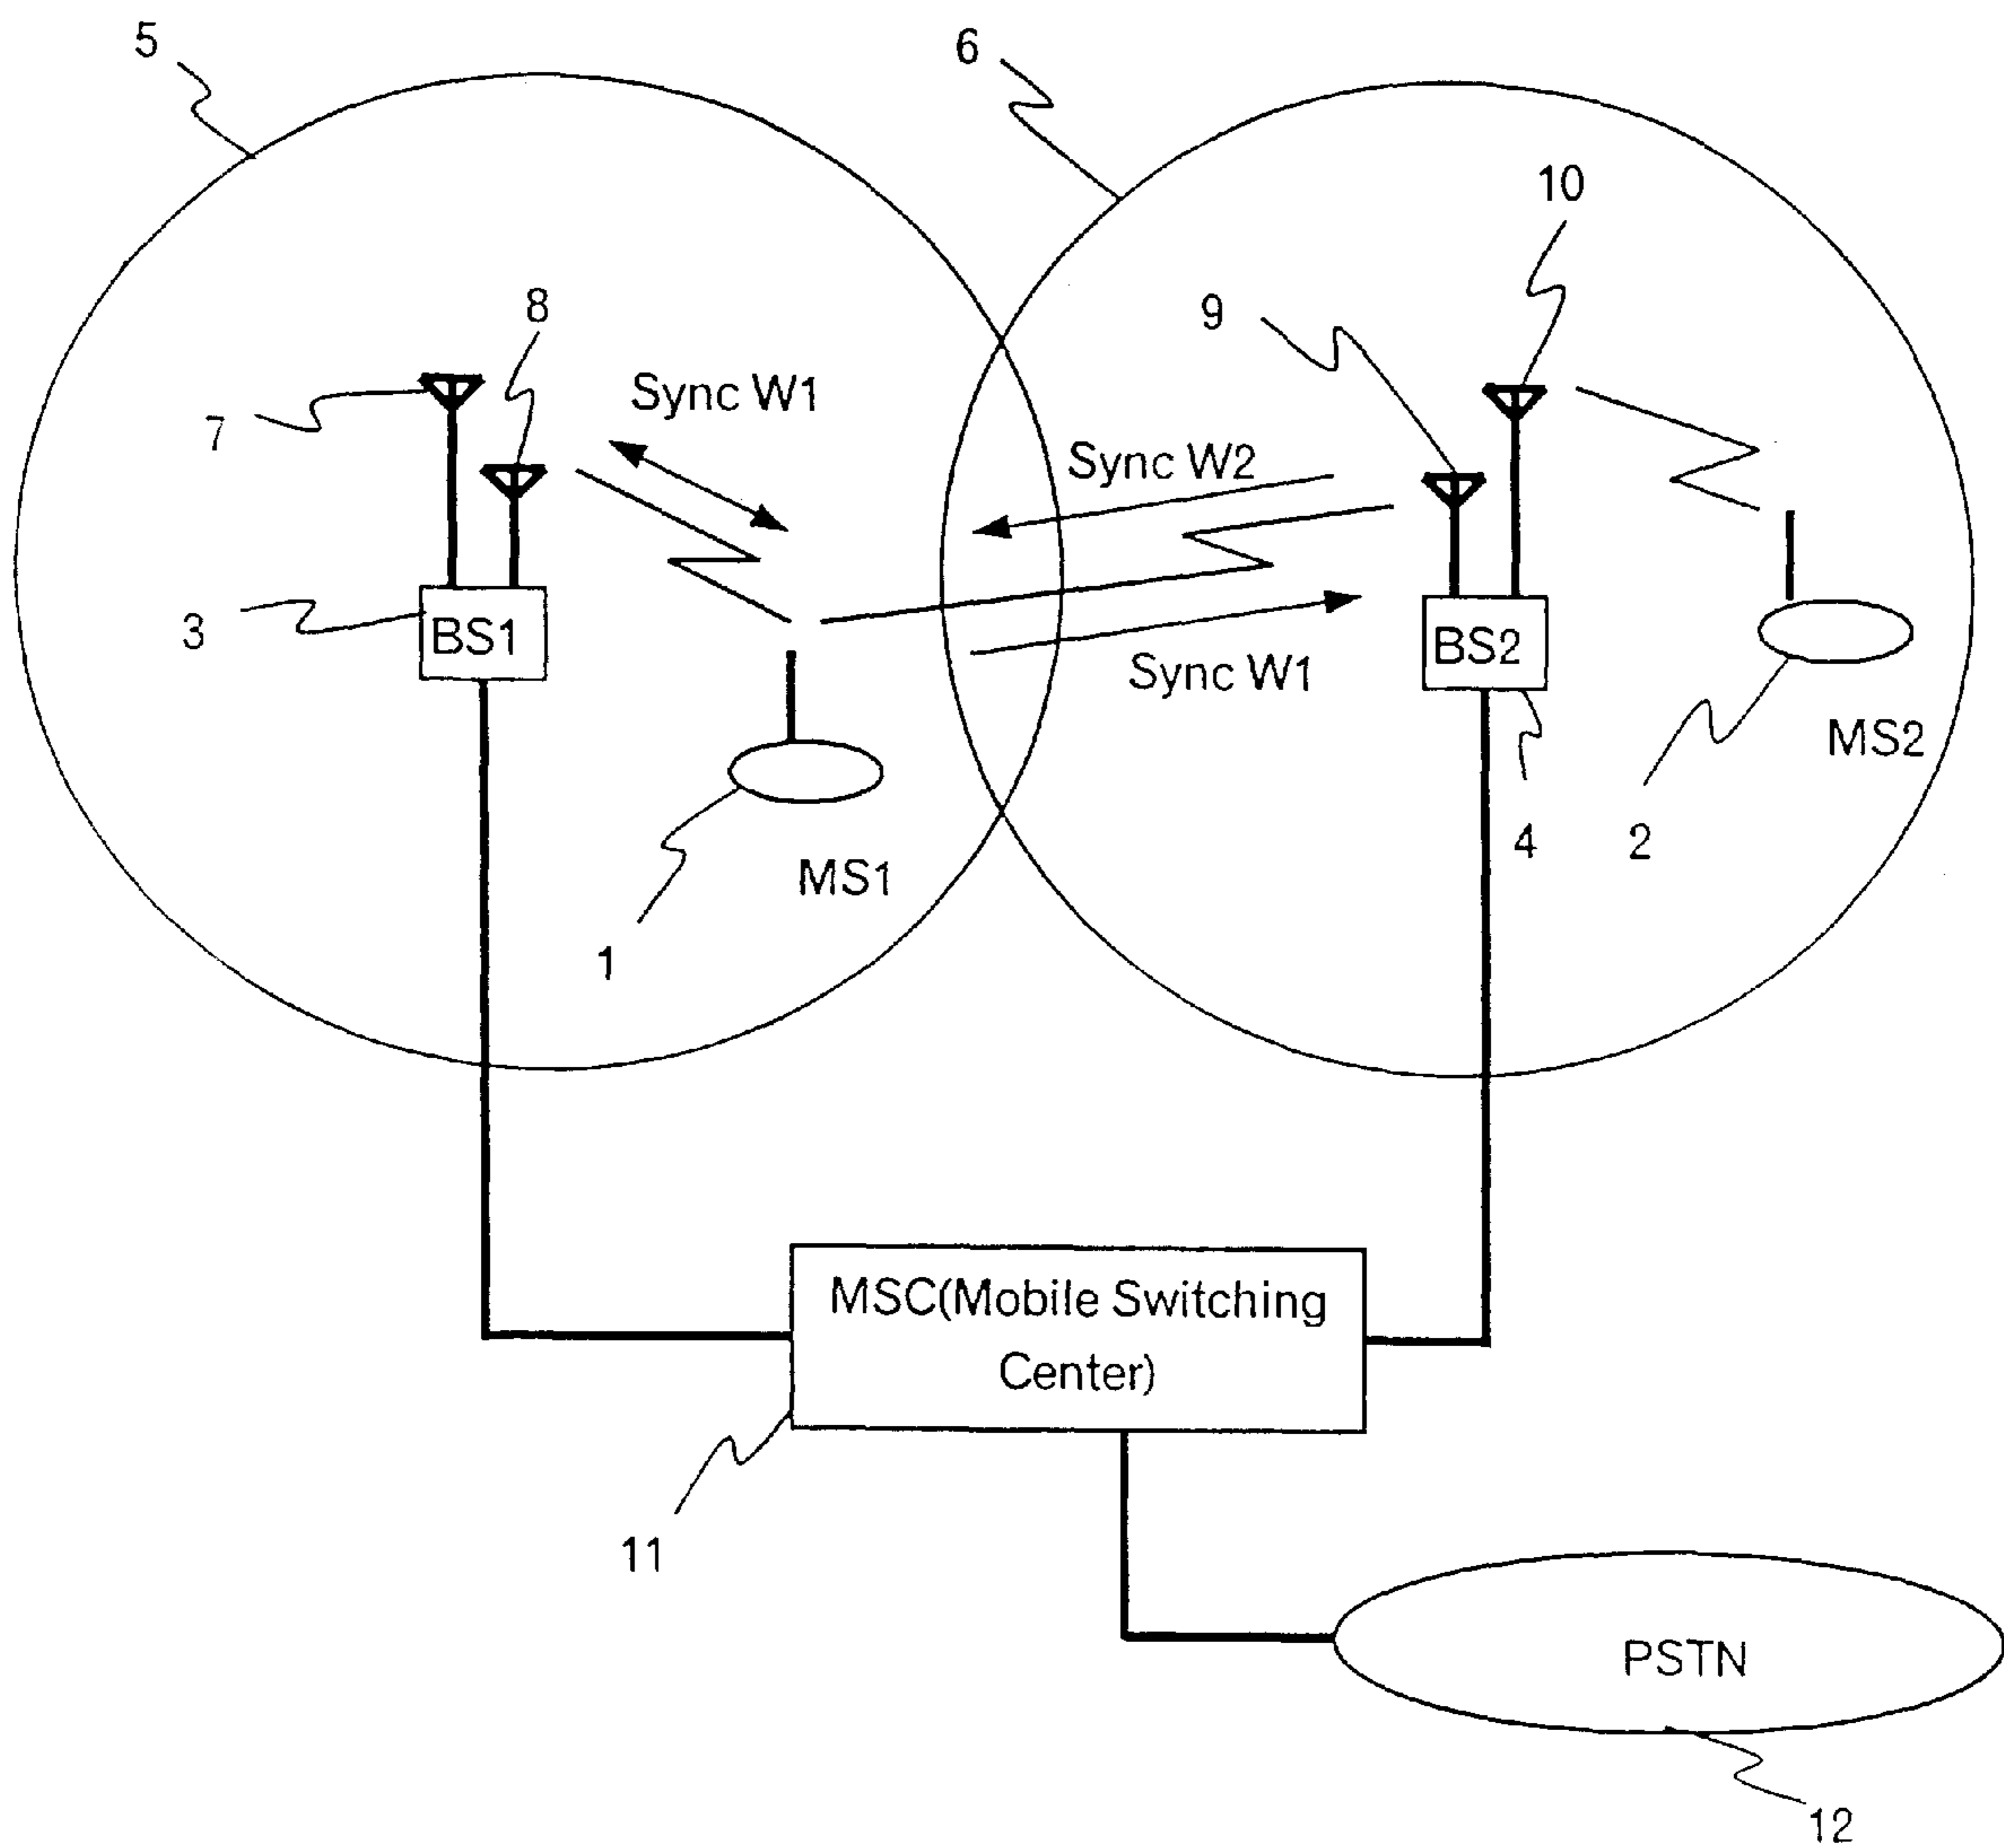 5
6
10
8
9
Sync W1
7
Sync W2
3
BS1
BS2
Sync W1
MS2
4
2
MS1
1
MSC(Mobile Switching
Center)
11
PSTN
12